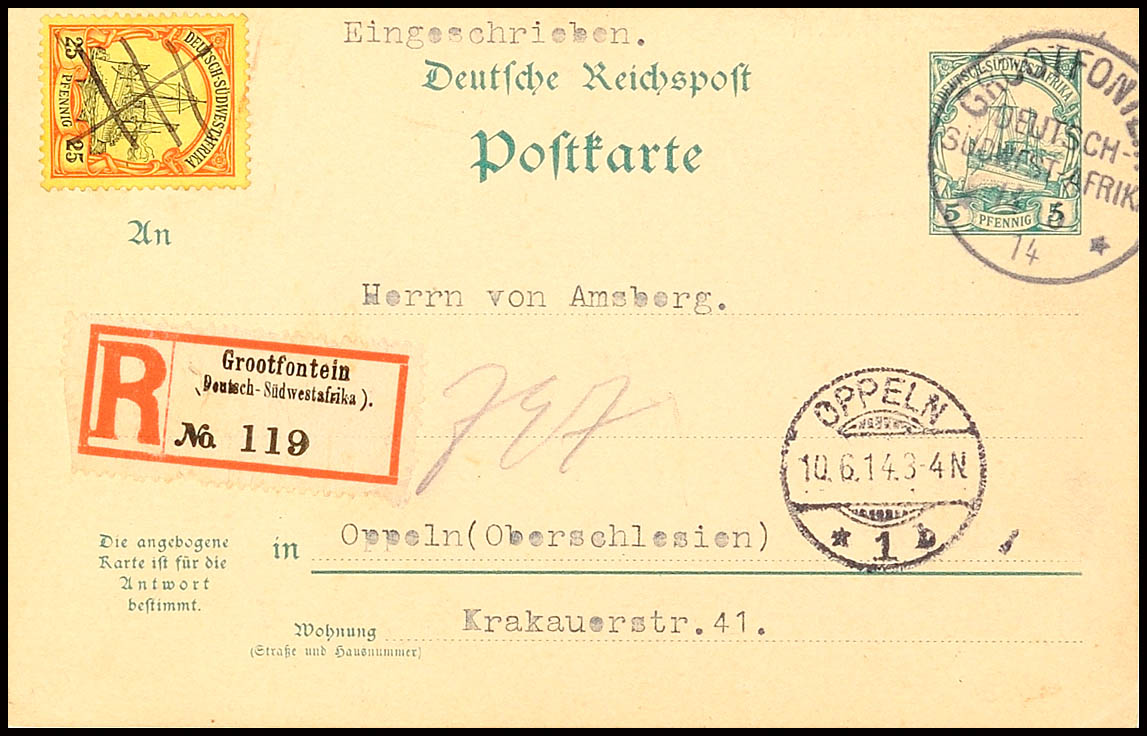 Eingeschrieben.
Deutsche Reichspost
Postkarte
25 DEUTSCH-SÜDWESTAFRIKA 25
PFENNIG
DEUTSCH-SÜDWESTAFRIKA
5 PFENNIG 5
DEUTSCH-
SÜDWESTAFRIK
14
An
Herrn von Amsberg.
R
Grootfontein
(Deutsch-Südwestafrika).
No. 119
OPPELN
10.6.14.3-4N
* 1 b
in Oppeln(Oberschlesien)
Die angebogene
Karte ist für die
Antwort
bestimmt.
Wohnung Krakauerstr.41.
(Straße und Hausnummer)